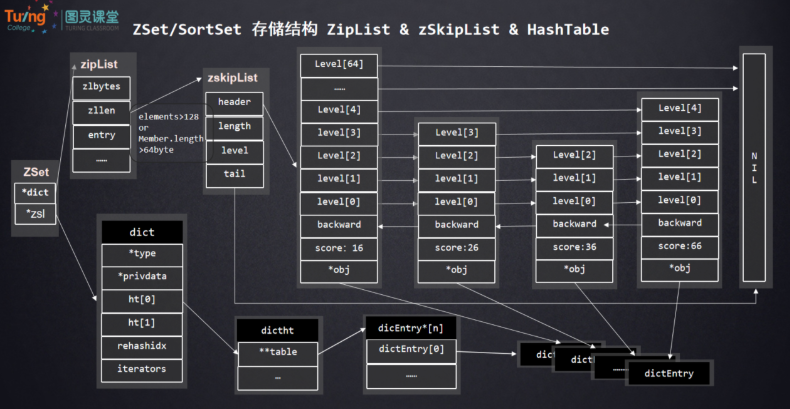 Turing
College
图灵课堂
TURING CLASSROOM
ZSet/SortSet 存储结构 ZipList & zSkipList & HashTable
zipList
zlbytes
zllen
entry
……
elements>128
or
Member.length
>64byte
zskipList
header
length
level
tail
ZSet
*dict
*zsl
dict
*type
*privdata
ht[0]
ht[1]
rehashidx
iterators
dictht
**table
…
dicEntry*[n]
dictEntry[0]
……
Level[64]
……
Level[4]
level[3]
Level[2]
level[1]
level[0]
backward
score: 16
*obj
Level[3]
Level[2]
level[1]
level[0]
backward
score:26
*obj
Level[2]
level[1]
level[0]
backward
score:36
*obj
Level[4]
level[3]
Level[2]
level[1]
level[0]
backward
score:66
*obj
NIL
dict
dict
……
dictEntry